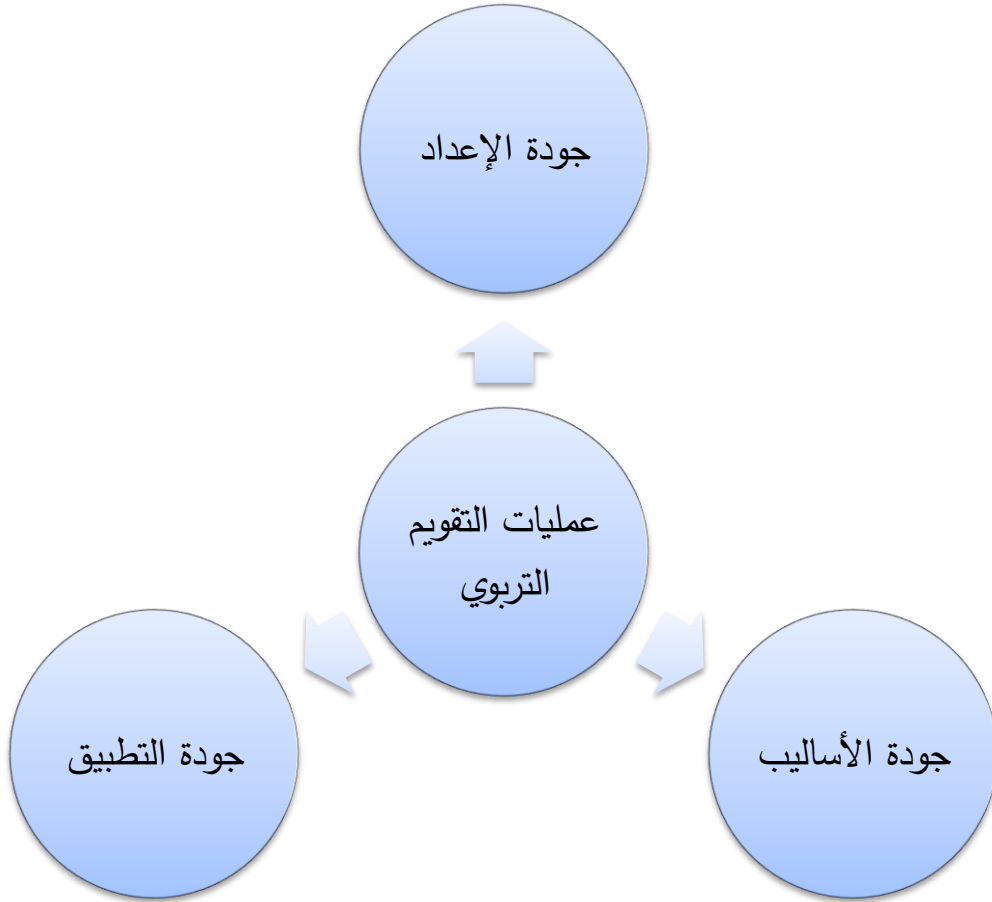 جودة الإعداد
عمليات التقويم
التربوي
جودة الأساليب
جودة التطبيق